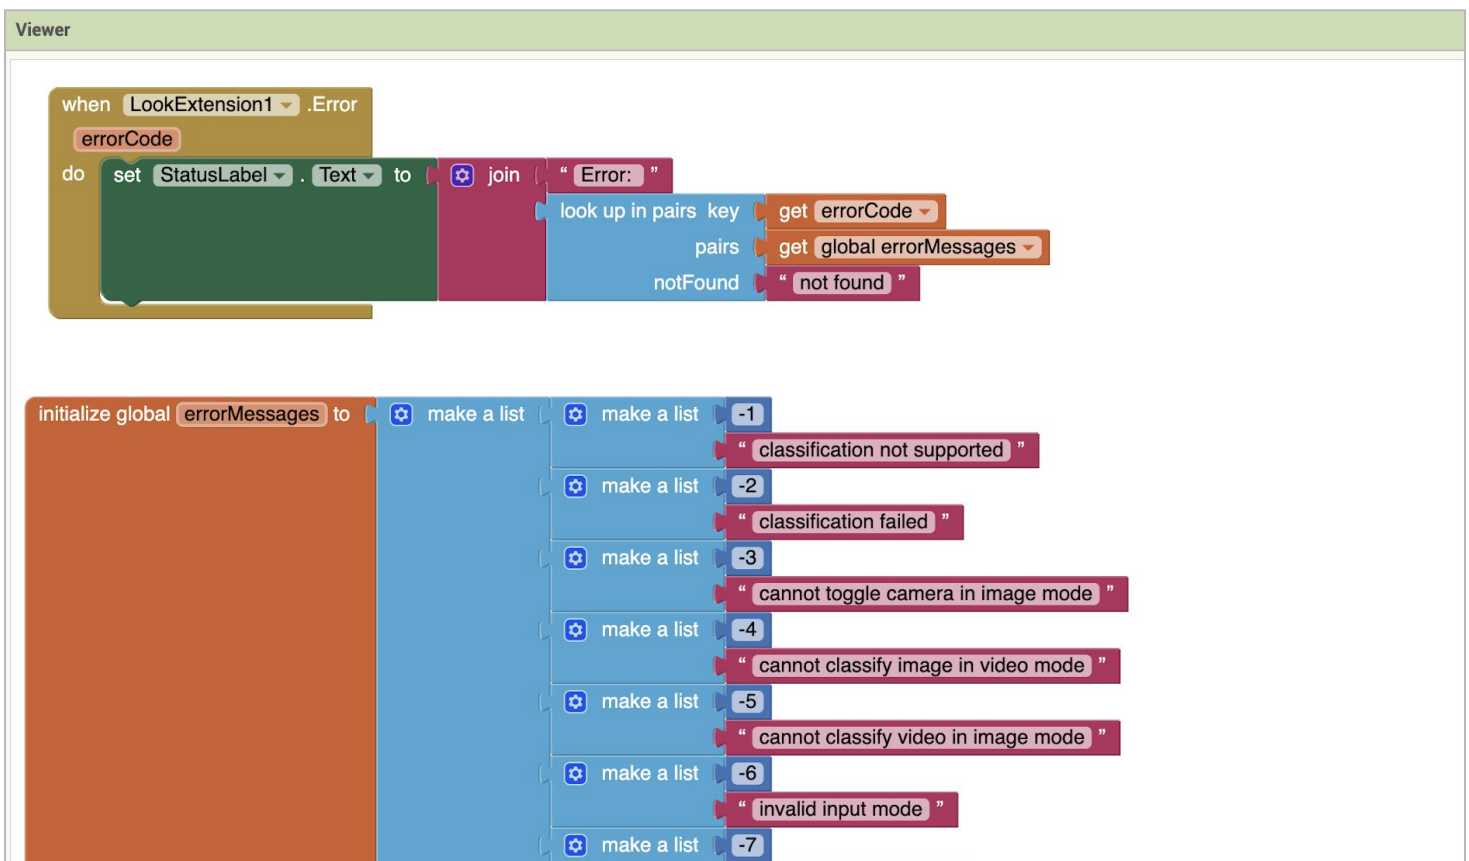 Viewer
when LookExtension1 .Error
errorCode
do set StatusLabel . Text to join “ Error: ”
look up in pairs key get errorCode
pairs get global errorMessages
notFound “ not found ”
initialize global errorMessages to make a list make a list -1
“ classification not supported ”
make a list -2
“ classification failed ”
make a list -3
“ cannot toggle camera in image mode ”
make a list -4
“ cannot classify image in video mode ”
make a list -5
“ cannot classify video in image mode ”
make a list -6
“ invalid input mode ”
make a list -7